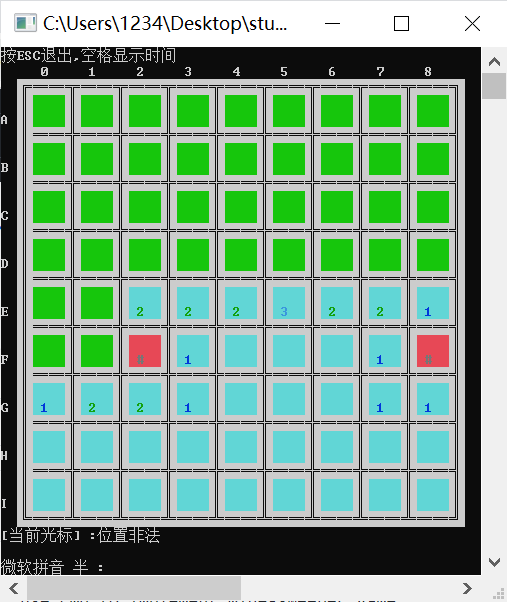 C:\Users\1234\Desktop\stu...
按ESC退出,空格显示时间
0 1 2 3 4 5 6 7 8
A
B
C
D
E 2 2 2 3 2 2 1
F 1 1
G 1 2 2 1 1 1
H
I
[当前光标] :位置非法
微软拼音 半 :